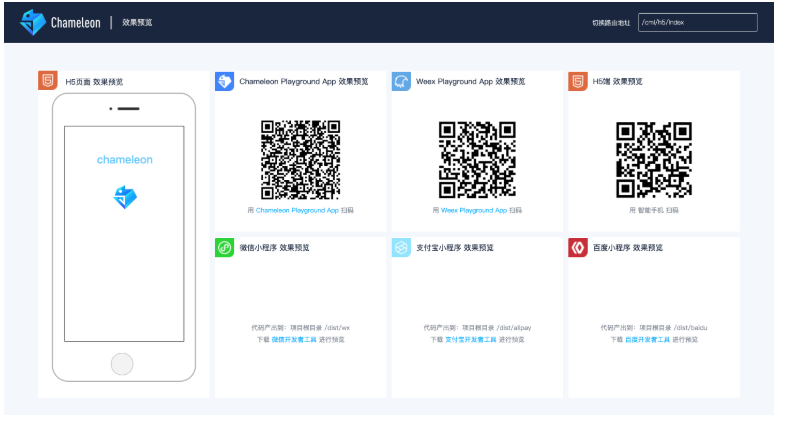 Chameleon | 效果预览
切换路由地址 /cml/h5/index
H5页面 效果预览
chameleon
Chameleon Playground App 效果预览
用 Chameleon Playground App 扫码
Weex Playground App 效果预览
用 Weex Playground App 扫码
H5端 效果预览
用 智能手机 扫码
微信小程序 效果预览
代码产出到：项目根目录 /dist/wx
下载 微信开发者工具 进行预览
支付宝小程序 效果预览
代码产出到：项目根目录 /dist/alipay
下载 支付宝开发者工具 进行预览
百度小程序 效果预览
代码产出到：项目根目录 /dist/baidu
下载 百度开发者工具 进行预览